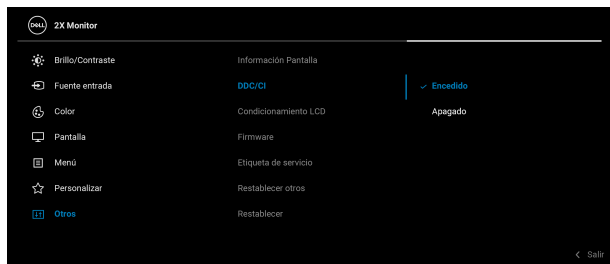 DELL 2X Monitor
Brillo/Contraste Información Pantalla
Fuente entrada DDC/CI Encedido
Color Condicionamiento LCD Apagado
Pantalla Firmware
Menú Etiqueta de servicio
Personalizar Restablecer otros
Otros Restablecer
Salir